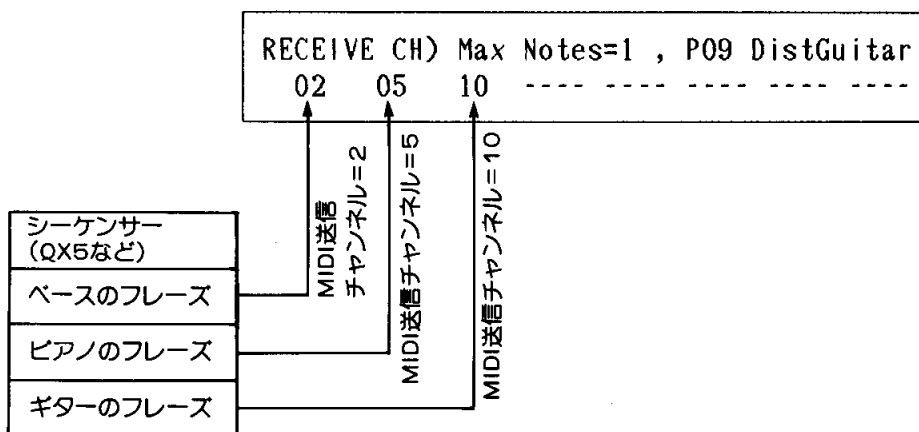 RECEIVE CH) Max Notes=1 , P09 DistGuitar
02 05 10 ---- ---- ---- ---- ----
MIDI送信
チャンネル=2
MIDI送信チャンネル=5
MIDI送信チャンネル=10
シーケンサー
(QX5など)
ベースのフレーズ
ピアノのフレーズ
ギターのフレーズ